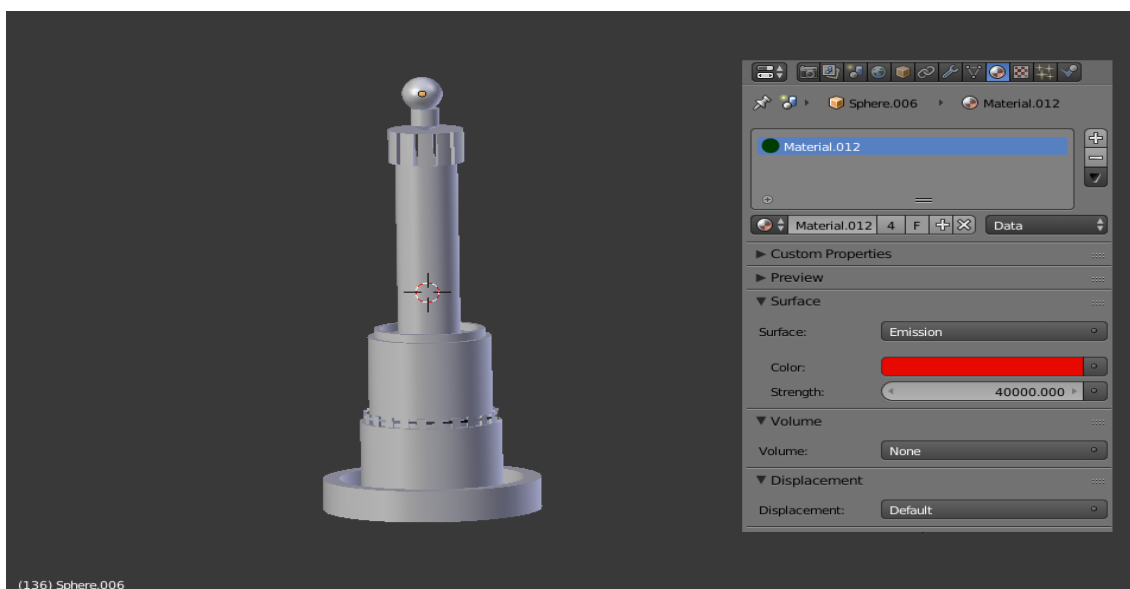 Sphere.006 Material.012
Material.012
Material.012 4 F Data
Custom Properties
Preview
Surface
Surface: Emission
Color:
Strength: 40000.000
Volume
Volume: None
Displacement
Displacement: Default
(136) Sphere.006